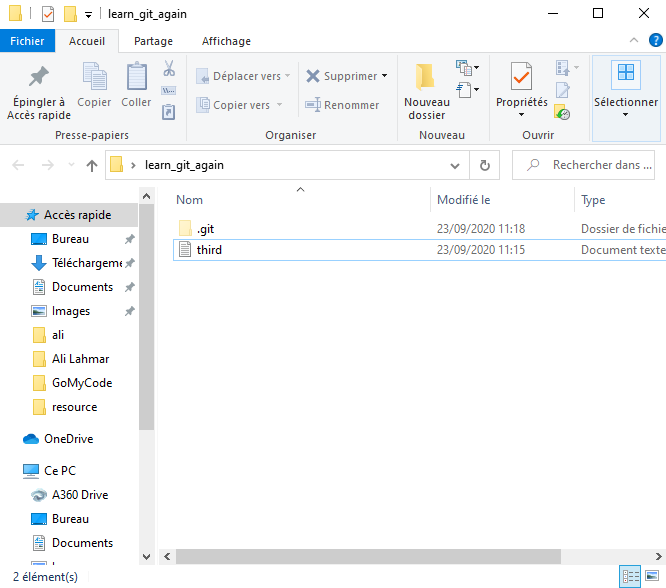 learn_git_again
Fichier Accueil Partage Affichage
Épingler à
Accès rapide
Copier
Coller
Presse-papiers
Déplacer vers
Copier vers
Supprimer
Renommer
Organiser
Nouveau
dossier
Nouveau
Propriétés
Ouvrir
Sélectionner
learn_git_again
Rechercher dans ...
Nom Modifié le Type
.git 23/09/2020 11:18 Dossier de fichie
third 23/09/2020 11:15 Document texte
Accès rapide
Bureau
Téléchargeme
Documents
Images
ali
Ali Lahmar
GoMyCode
resource
OneDrive
Ce PC
A360 Drive
Bureau
Documents
2 élément(s)